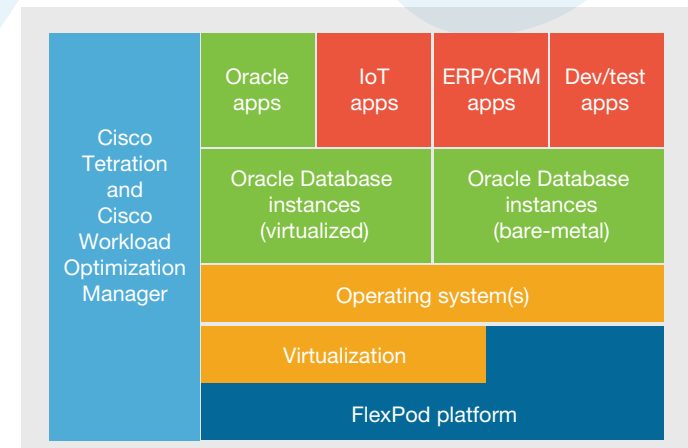 Cisco
Tetration
and
Cisco
Workload
Optimization
Manager
Oracle
apps
IoT
apps
ERP/CRM
apps
Dev/test
apps
Oracle Database
instances
(virtualized)
Oracle Database
instances
(bare-metal)
Operating system(s)
Virtualization
FlexPod platform